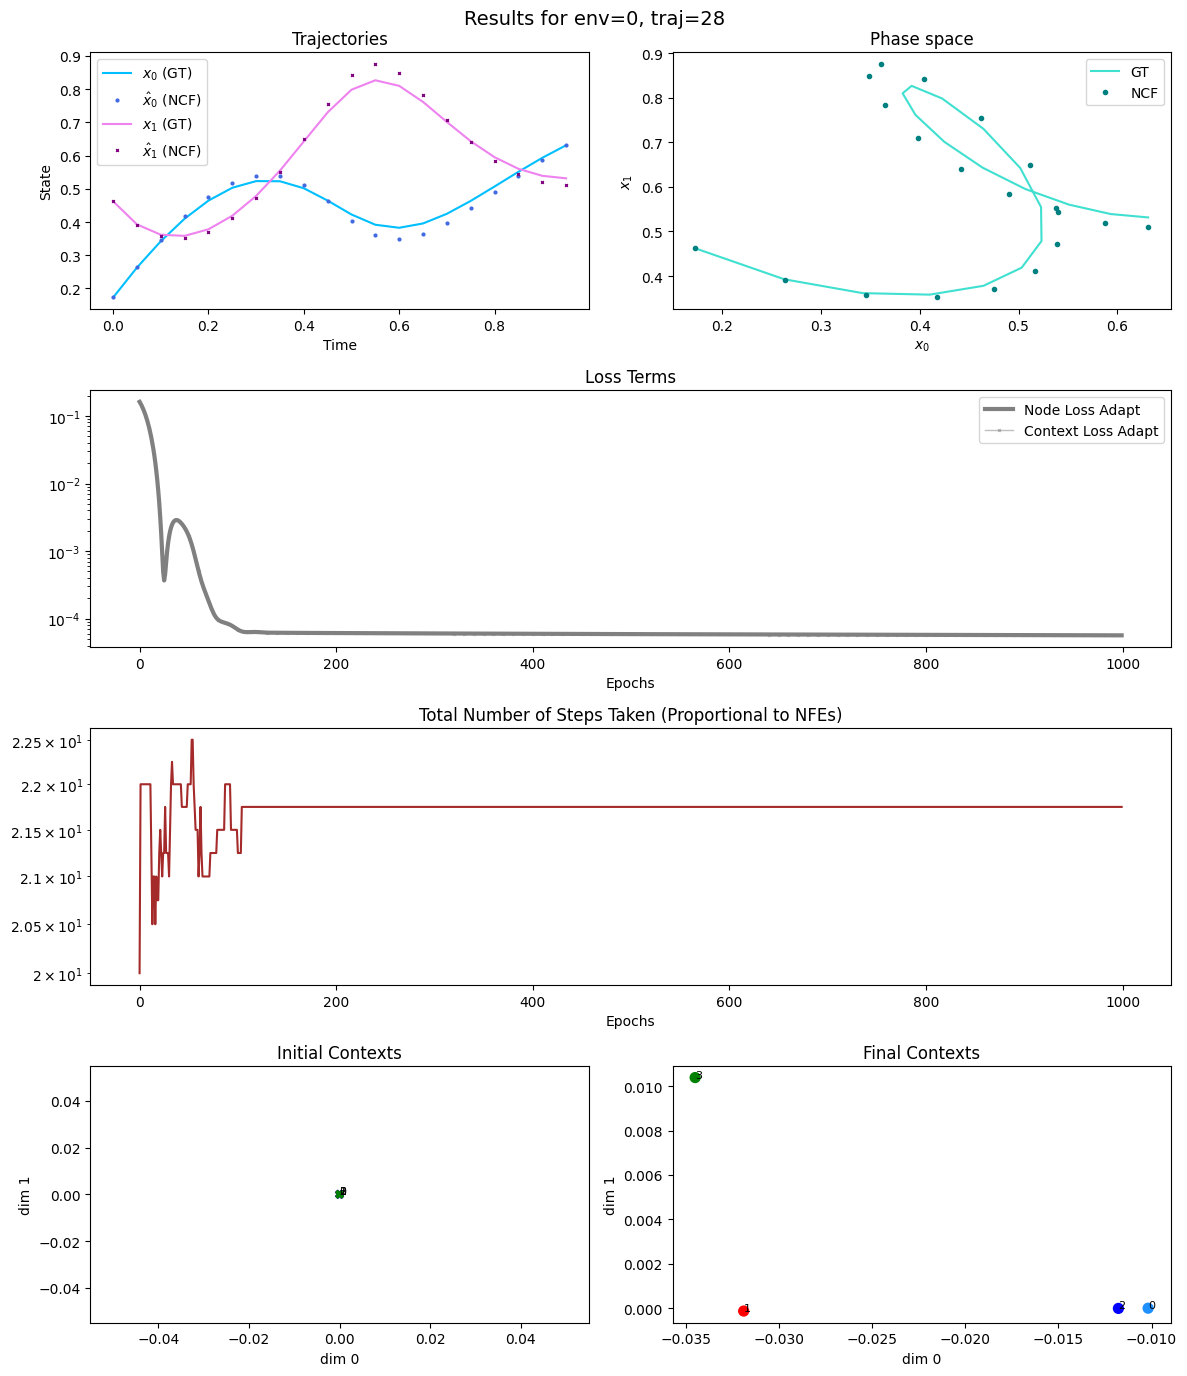 Results for env=0, traj=28
Trajectories
Phase space
0.9
0.8
0.7
0.6
0.5
0.4
0.3
0.2
State
x₀ (GT)
x̂₀ (NCF)
x₁ (GT)
x̂₁ (NCF)
0.0 0.2 0.4 0.6 0.8
Time
0.9
0.8
0.7
0.6
0.5
0.4
x₁
GT
NCF
0.2 0.3 0.4 0.5 0.6
x₀
Loss Terms
10⁻¹
10⁻²
10⁻³
10⁻⁴
Node Loss Adapt
Context Loss Adapt
0 200 400 600 800 1000
Epochs
Total Number of Steps Taken (Proportional to NFEs)
2.25 × 10¹
2.2 × 10¹
2.15 × 10¹
2.1 × 10¹
2.05 × 10¹
2 × 10¹
0 200 400 600 800 1000
Epochs
Initial Contexts
0.04
0.02
0.00
−0.02
−0.04
dim 1
−0.04 −0.02 0.00 0.02 0.04
dim 0
Final Contexts
0.010
0.008
0.006
0.004
0.002
0.000
dim 1
3
1
2
0
−0.035 −0.030 −0.025 −0.020 −0.015 −0.010
dim 0